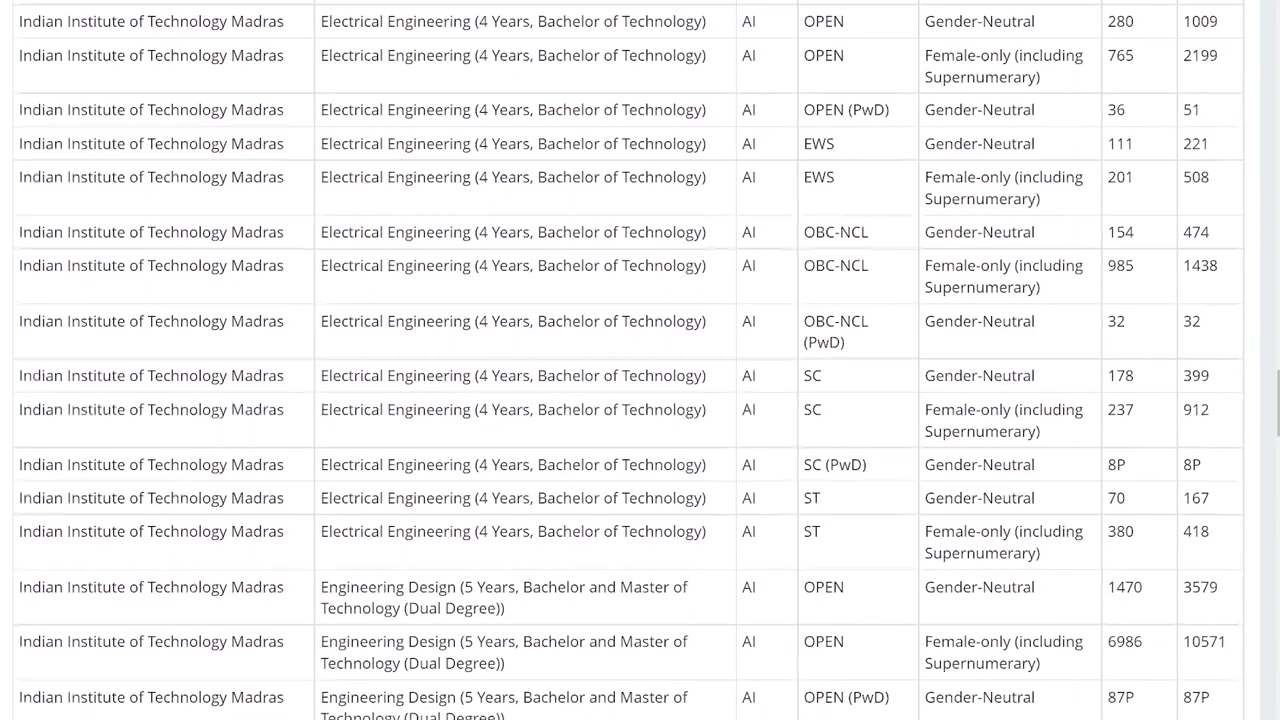 Indian Institute of Technology Madras Electrical Engineering (4 Years, Bachelor of Technology) AI OPEN Gender-Neutral 280 1009
Indian Institute of Technology Madras Electrical Engineering (4 Years, Bachelor of Technology) AI OPEN Female-only (including 765 2199
Supernumerary)
Indian Institute of Technology Madras Electrical Engineering (4 Years, Bachelor of Technology) AI OPEN (PwD) Gender-Neutral 36 51
Indian Institute of Technology Madras Electrical Engineering (4 Years, Bachelor of Technology) AI EWS Gender-Neutral 111 221
Indian Institute of Technology Madras Electrical Engineering (4 Years, Bachelor of Technology) AI EWS Female-only (including 201 508
Supernumerary)
Indian Institute of Technology Madras Electrical Engineering (4 Years, Bachelor of Technology) AI OBC-NCL Gender-Neutral 154 474
Indian Institute of Technology Madras Electrical Engineering (4 Years, Bachelor of Technology) AI OBC-NCL Female-only (including 985 1438
Supernumerary)
Indian Institute of Technology Madras Electrical Engineering (4 Years, Bachelor of Technology) AI OBC-NCL Gender-Neutral 32 32
(PwD)
Indian Institute of Technology Madras Electrical Engineering (4 Years, Bachelor of Technology) AI SC Gender-Neutral 178 399
Indian Institute of Technology Madras Electrical Engineering (4 Years, Bachelor of Technology) AI SC Female-only (including 237 912
Supernumerary)
Indian Institute of Technology Madras Electrical Engineering (4 Years, Bachelor of Technology) AI SC (PwD) Gender-Neutral 8P 8P
Indian Institute of Technology Madras Electrical Engineering (4 Years, Bachelor of Technology) AI ST Gender-Neutral 70 167
Indian Institute of Technology Madras Electrical Engineering (4 Years, Bachelor of Technology) AI ST Female-only (including 380 418
Supernumerary)
Indian Institute of Technology Madras Engineering Design (5 Years, Bachelor and Master of AI OPEN Gender-Neutral 1470 3579
Technology (Dual Degree))
Indian Institute of Technology Madras Engineering Design (5 Years, Bachelor and Master of AI OPEN Female-only (including 6986 10571
Technology (Dual Degree)) Supernumerary)
Indian Institute of Technology Madras Engineering Design (5 Years, Bachelor and Master of AI OPEN (PwD) Gender-Neutral 87P 87P
Technology (Dual Degree))